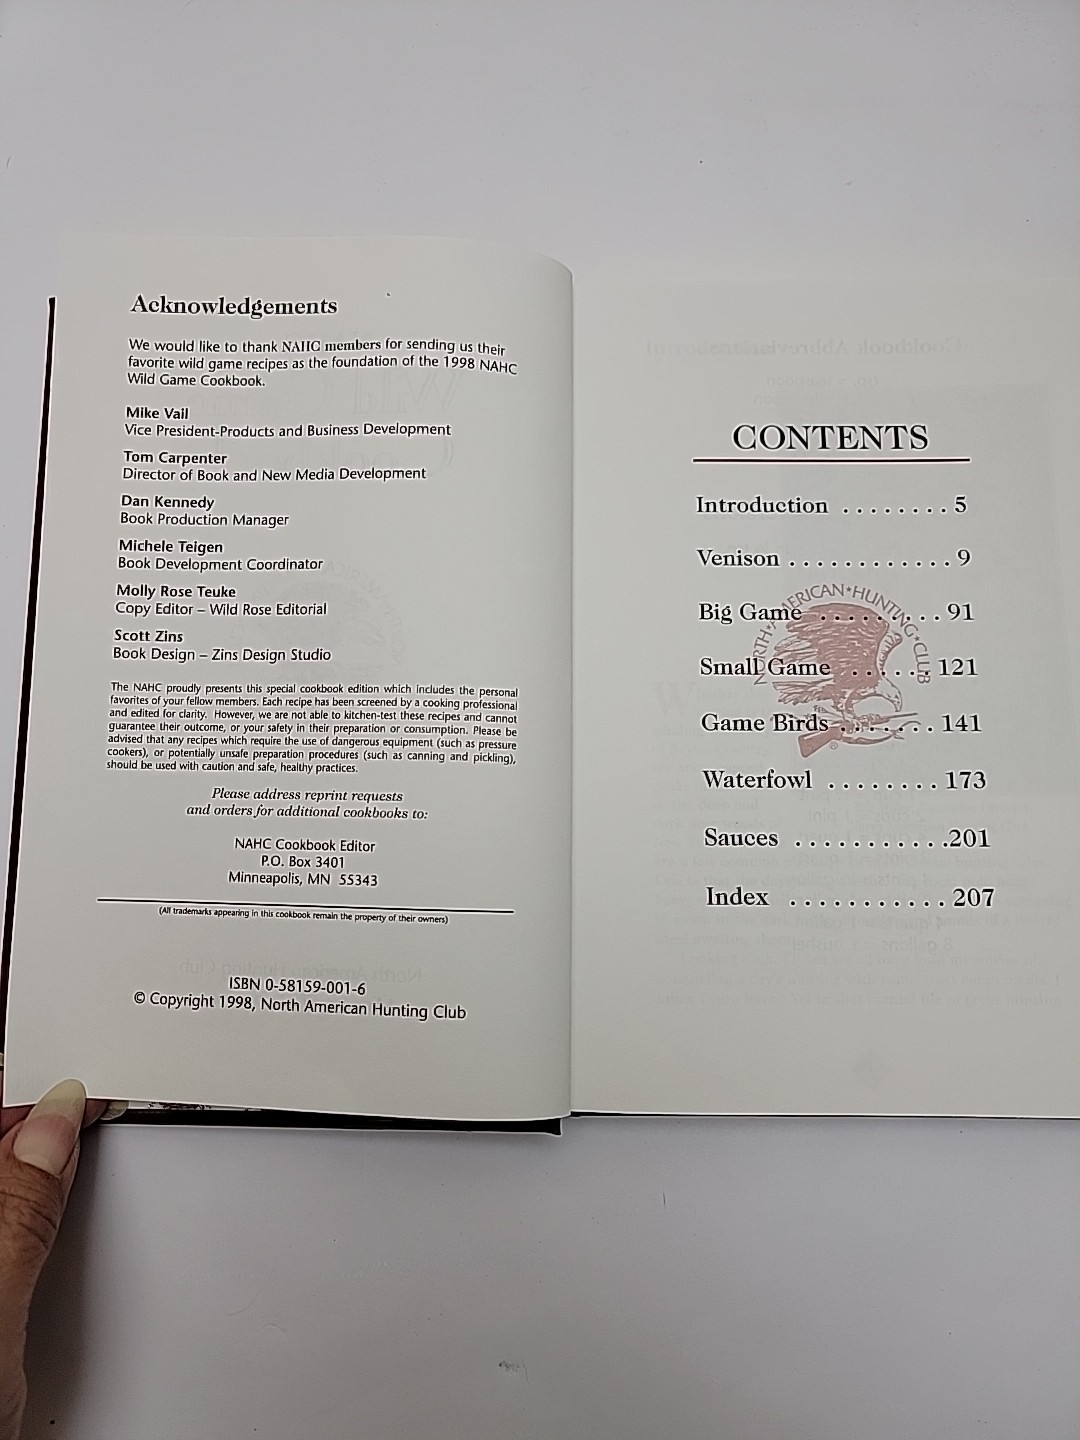 Acknowledgements
We would like to thank NAHC members for sending us their
favorite wild game recipes as the foundation of the 1998 NAHC
Wild Game Cookbook.
Mike Vail
Vice President-Products and Business Development
Tom Carpenter
Director of Book and New Media Development
Dan Kennedy
Book Production Manager
Michele Teigen
Book Development Coordinator
Molly Rose Teuke
Copy Editor – Wild Rose Editorial
Scott Zins
Book Design – Zins Design Studio
The NAHC proudly presents this special cookbook edition which includes the personal
favorites of your fellow members. Each recipe has been screened by a cooking professional
and edited for clarity. However, we are not able to kitchen-test these recipes and cannot
guarantee their outcome, or your safety in their preparation or consumption. Please be
advised that any recipes which require the use of dangerous equipment (such as pressure
cookers), or potentially unsafe preparation procedures (such as canning and pickling),
should be used with caution and safe, healthy practices.
Please address reprint requests
and orders for additional cookbooks to:
NAHC Cookbook Editor
P.O. Box 3401
Minneapolis, MN 55343
(All trademarks appearing in this cookbook remain the property of their owners)
ISBN 0-58159-001-6
© Copyright 1998, North American Hunting Club
CONTENTS
Introduction ........ 5
Venison ............ 9
Big Game ......... 91
Small Game ...... 121
Game Birds ....... 141
Waterfowl ........ 173
Sauces ........... 201
Index ........... 207
NORTH•AMERICAN•HUNTING•CLUB
®